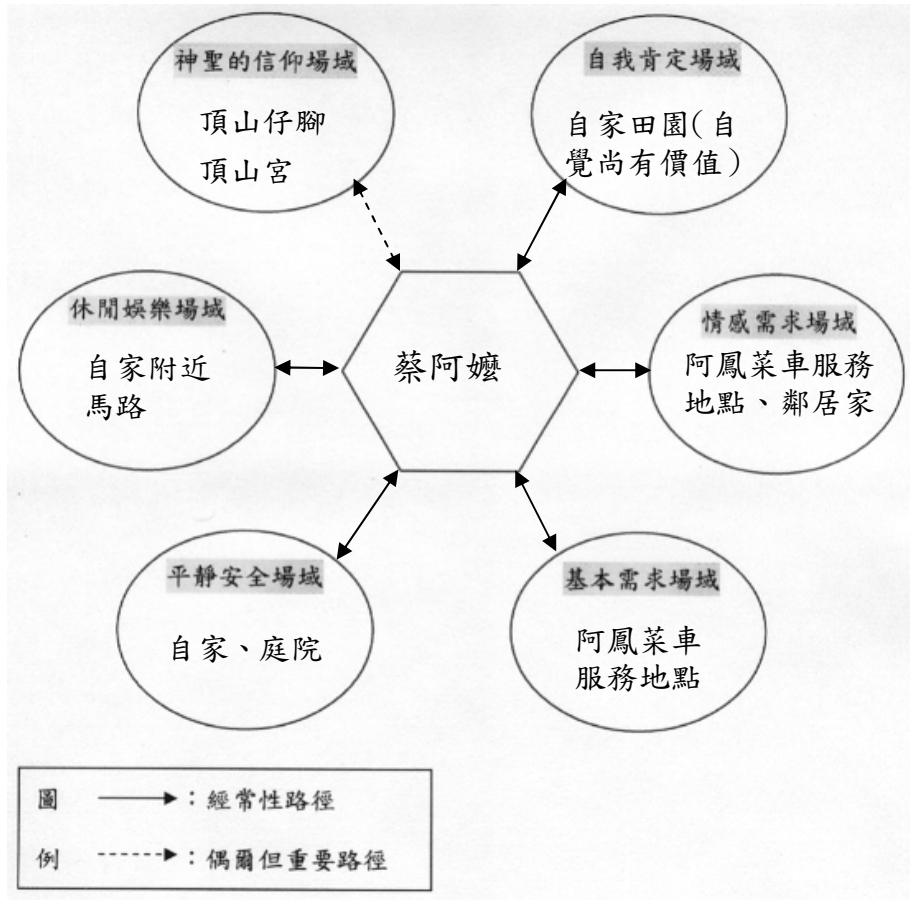 神聖的信仰場域
頂山仔腳
頂山宮
自我肯定場域
自家田園(自
覺尚有價值)
休閒娛樂場域
自家附近
馬路
蔡阿嬤
情感需求場域
阿鳳菜車服務
地點、鄰居家
平靜安全場域
自家、庭院
基本需求場域
阿鳳菜車
服務地點
圖 :經常性路徑
例 :偶爾但重要路徑